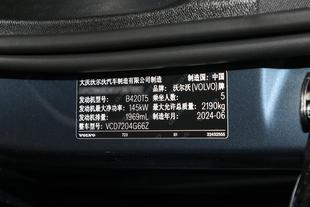 大庆沃尔沃汽车制造有限公司制造 制造国：中国
发动机型号： B420T5 品牌： 沃尔沃(VOLVO)牌
发动机最大净功率： 145kW 乘坐人数： 5
发动机排量： 1969mL 最大允许总质量： 2190kg
整车型号： VCD7204G66Z 制造年月： 2024-06
VOLVO 723 81 32432555